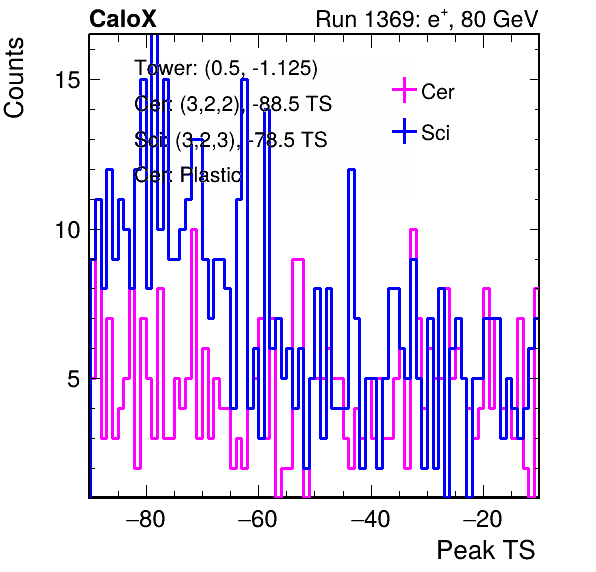 CaloX Run 1369: e⁺, 80 GeV
Counts
Tower: (0.5, -1.125)
Cer: (3,2,2), -88.5 TS
Sci: (3,2,3), -78.5 TS
Cer: Plastic
Cer
Sci
15
10
5
−80 −60 −40 −20
Peak TS